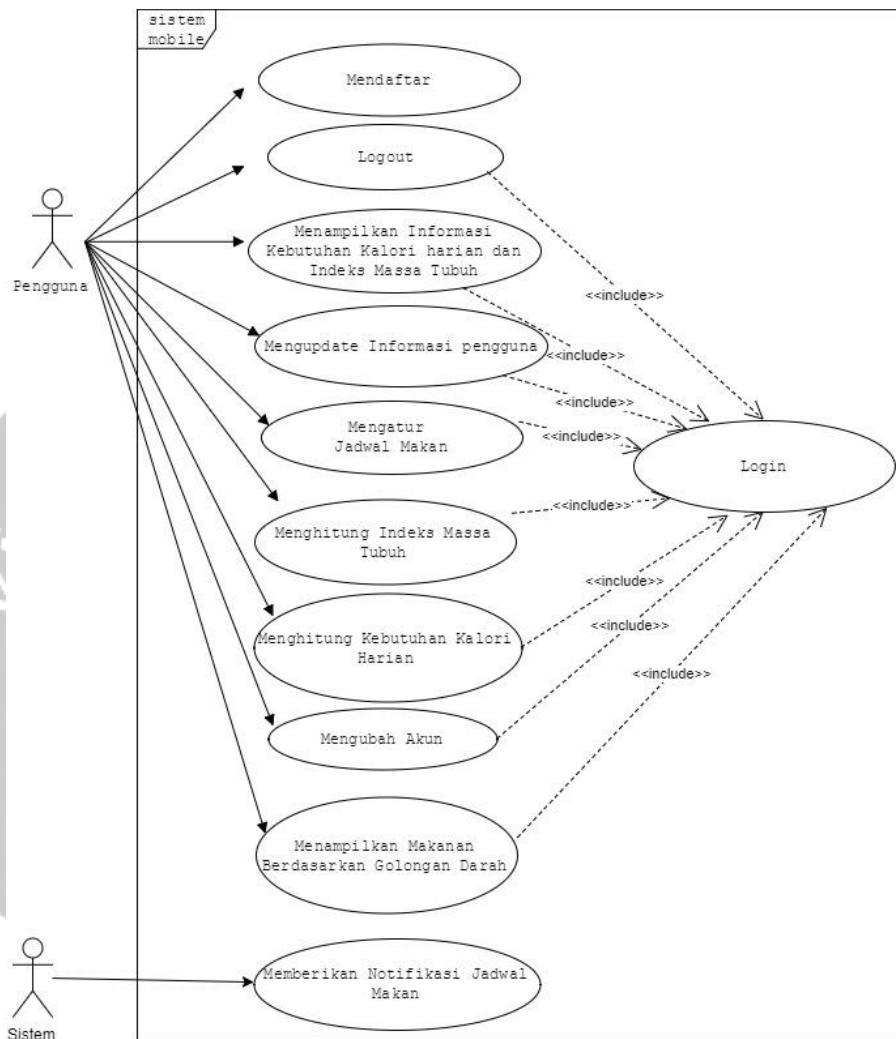 sistem
mobile
Mendaftar
Logout
Pengguna
Menampilkan Informasi
Kebutuhan Kalori harian dan
Indeks Massa Tubuh
<<include>>
Mengupdate Informasi pengguna
<<include>>
<<include>>
Mengatur
Jadwal Makan
<<include>>
Login
Menghitung Indeks Massa
Tubuh
<<include>>
Menghitung Kebutuhan Kalori
Harian
<<include>>
<<include>>
Mengubah Akun
<<include>>
Menampilkan Makanan
Berdasarkan Golongan Darah
Memberikan Notifikasi Jadwal
Makan
Sistem